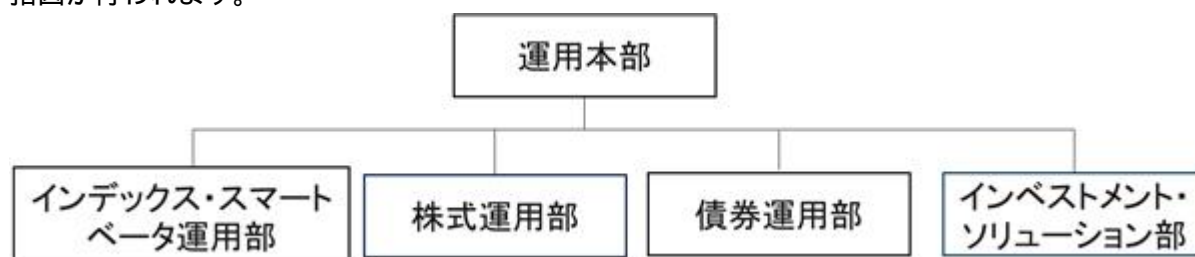 運用本部
インデックス・スマート
ベータ運用部
株式運用部
債券運用部
インベストメント・
ソリューション部